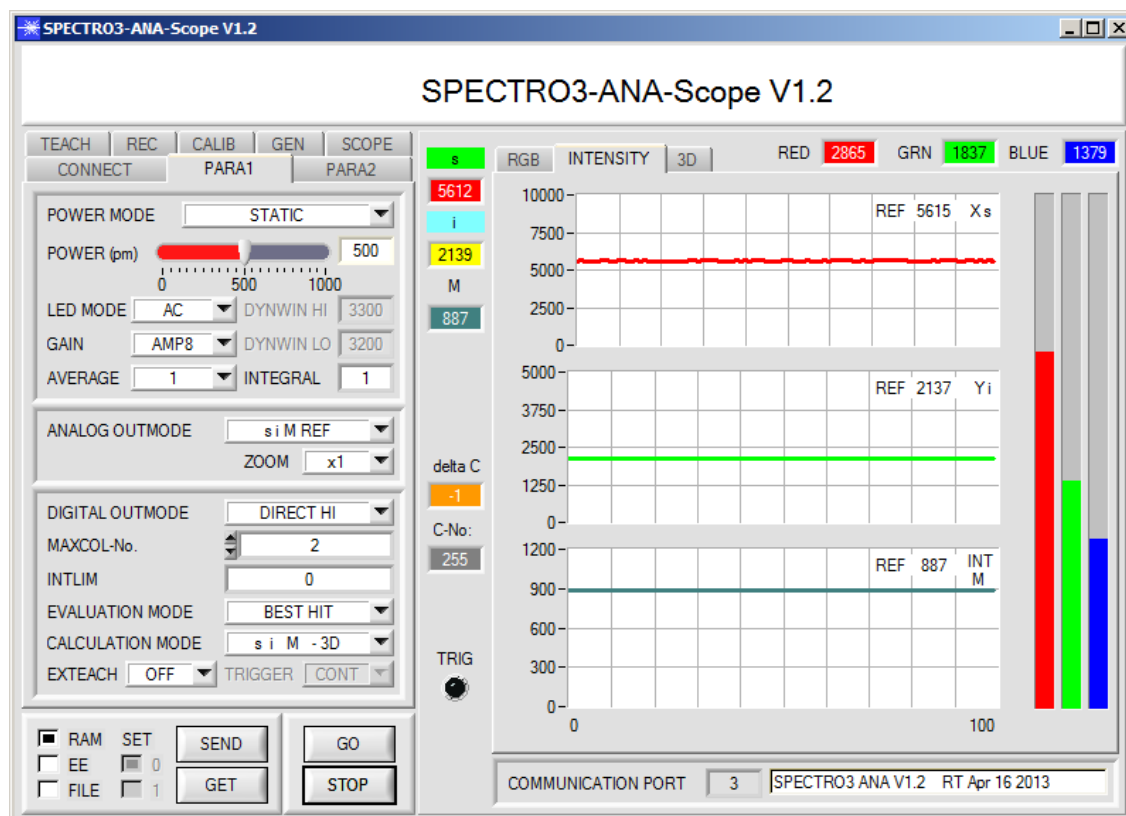 SPECTRO3-ANA-Scope V1.2
SPECTRO3-ANA-Scope V1.2
TEACH REC CALIB GEN SCOPE
CONNECT PARA1 PARA2
POWER MODE STATIC
POWER (pm) 500
0 500 1000
LED MODE AC DYNWIN HI 3300
GAIN AMP8 DYNWIN LO 3200
AVERAGE 1 INTEGRAL 1
ANALOG OUTMODE s i M REF
ZOOM x1
DIGITAL OUTMODE DIRECT HI
MAXCOL-No. 2
INTLIM 0
EVALUATION MODE BEST HIT
CALCULATION MODE s i M - 3D
EXTEACH OFF TRIGGER CONT
RAM SET SEND GO
EE 0
FILE 1 GET STOP
s
5612
i
2139
M
887
delta C
-1
C-No:
255
TRIG
RGB INTENSITY 3D RED 2865 GRN 1837 BLUE 1379
10000
REF 5615 Xs
7500
5000
2500
0
5000
REF 2137 Yi
3750
2500
1250
0
1200
REF 887 INT M
900
600
300
0
0 100
COMMUNICATION PORT 3 SPECTRO3 ANA V1.2 RT Apr 16 2013